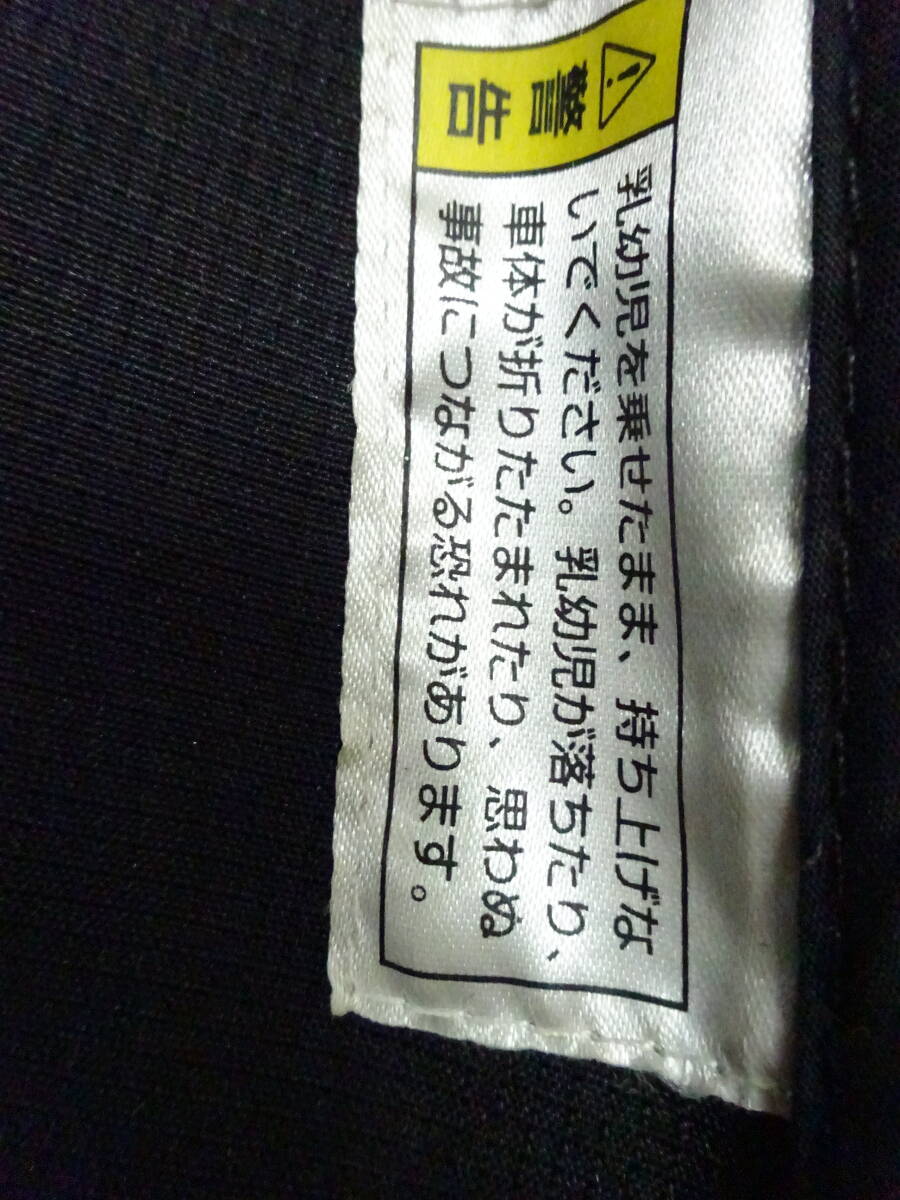 警告
乳幼児を乗せたまま、持ち上げな
いでください。乳幼児が落ちたり、
車体が折りたたまれたり、思わぬ
事故につながる恐れがあります。